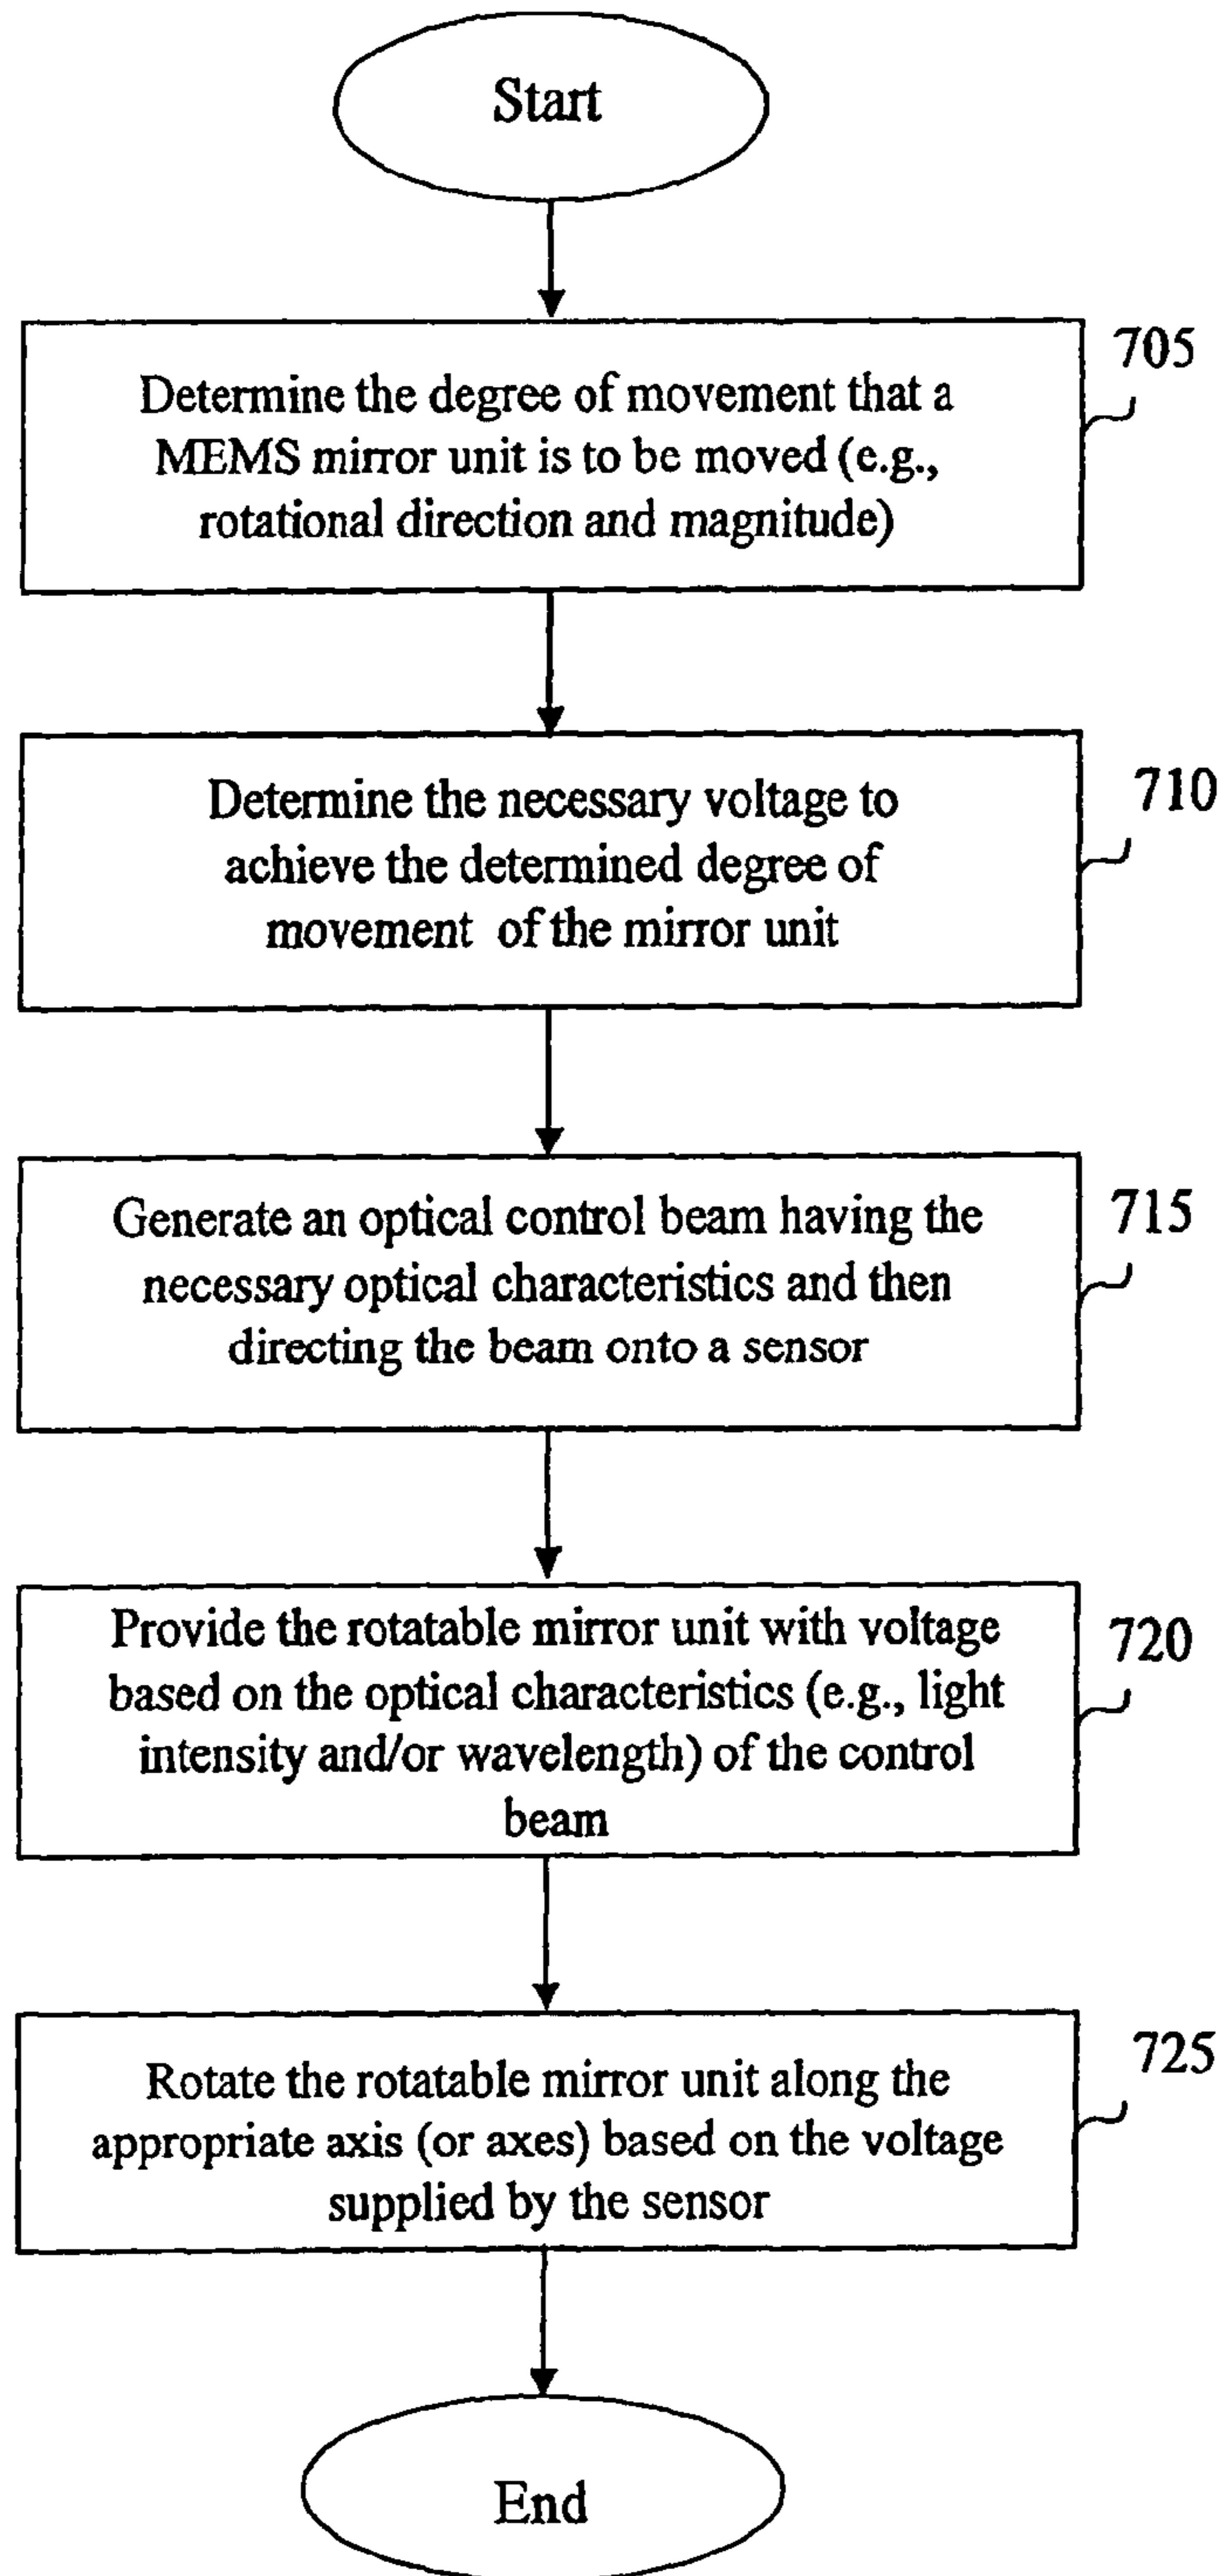 Start
705
Determine the degree of movement that a
MEMS mirror unit is to be moved (e.g.,
rotational direction and magnitude)
710
Determine the necessary voltage to
achieve the determined degree of
movement of the mirror unit
715
Generate an optical control beam having the
necessary optical characteristics and then
directing the beam onto a sensor
720
Provide the rotatable mirror unit with voltage
based on the optical characteristics (e.g., light
intensity and/or wavelength) of the control
beam
725
Rotate the rotatable mirror unit along the
appropriate axis (or axes) based on the voltage
supplied by the sensor
End